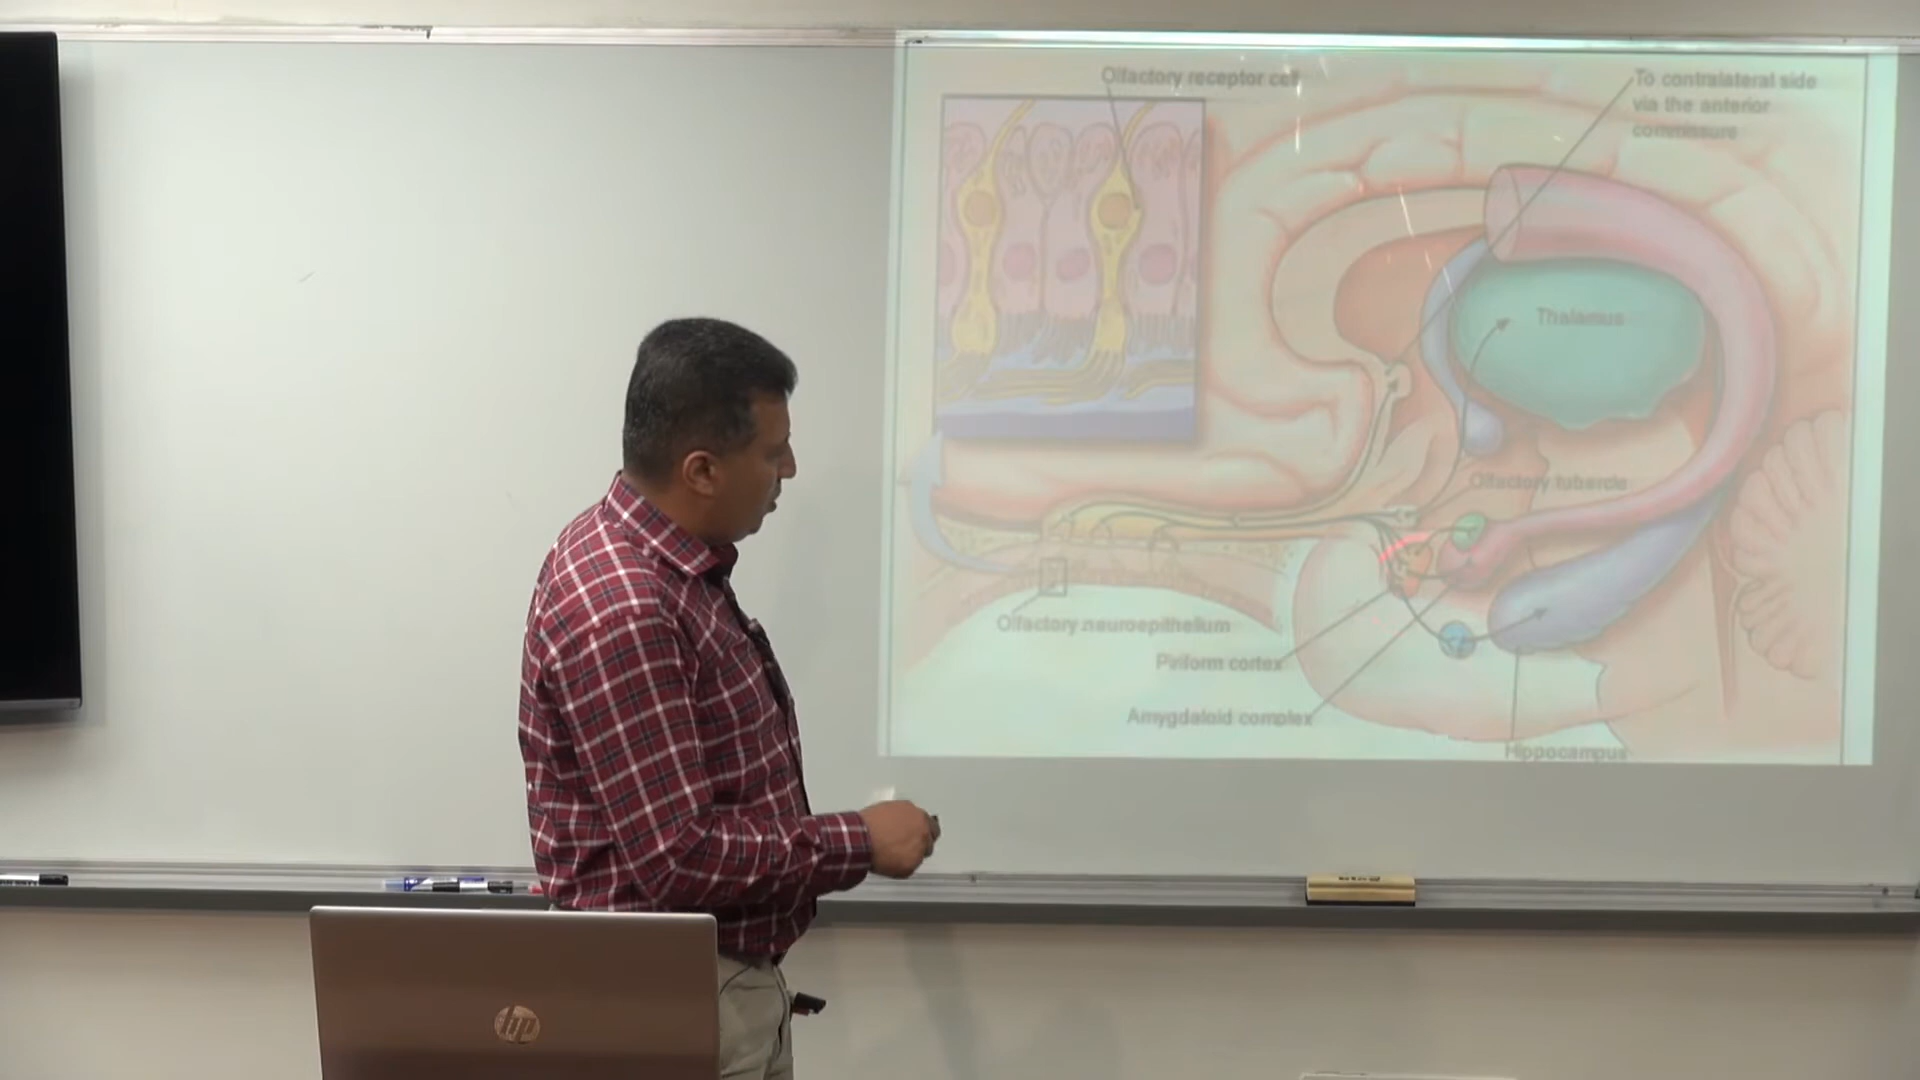 Olfactory receptor cell
To contralateral side
via the anterior
commissure
Thalamus
Olfactory tubercle
Olfactory neuroepithelium
Piriform cortex
Amygdaloid complex
Hippocampus
hp